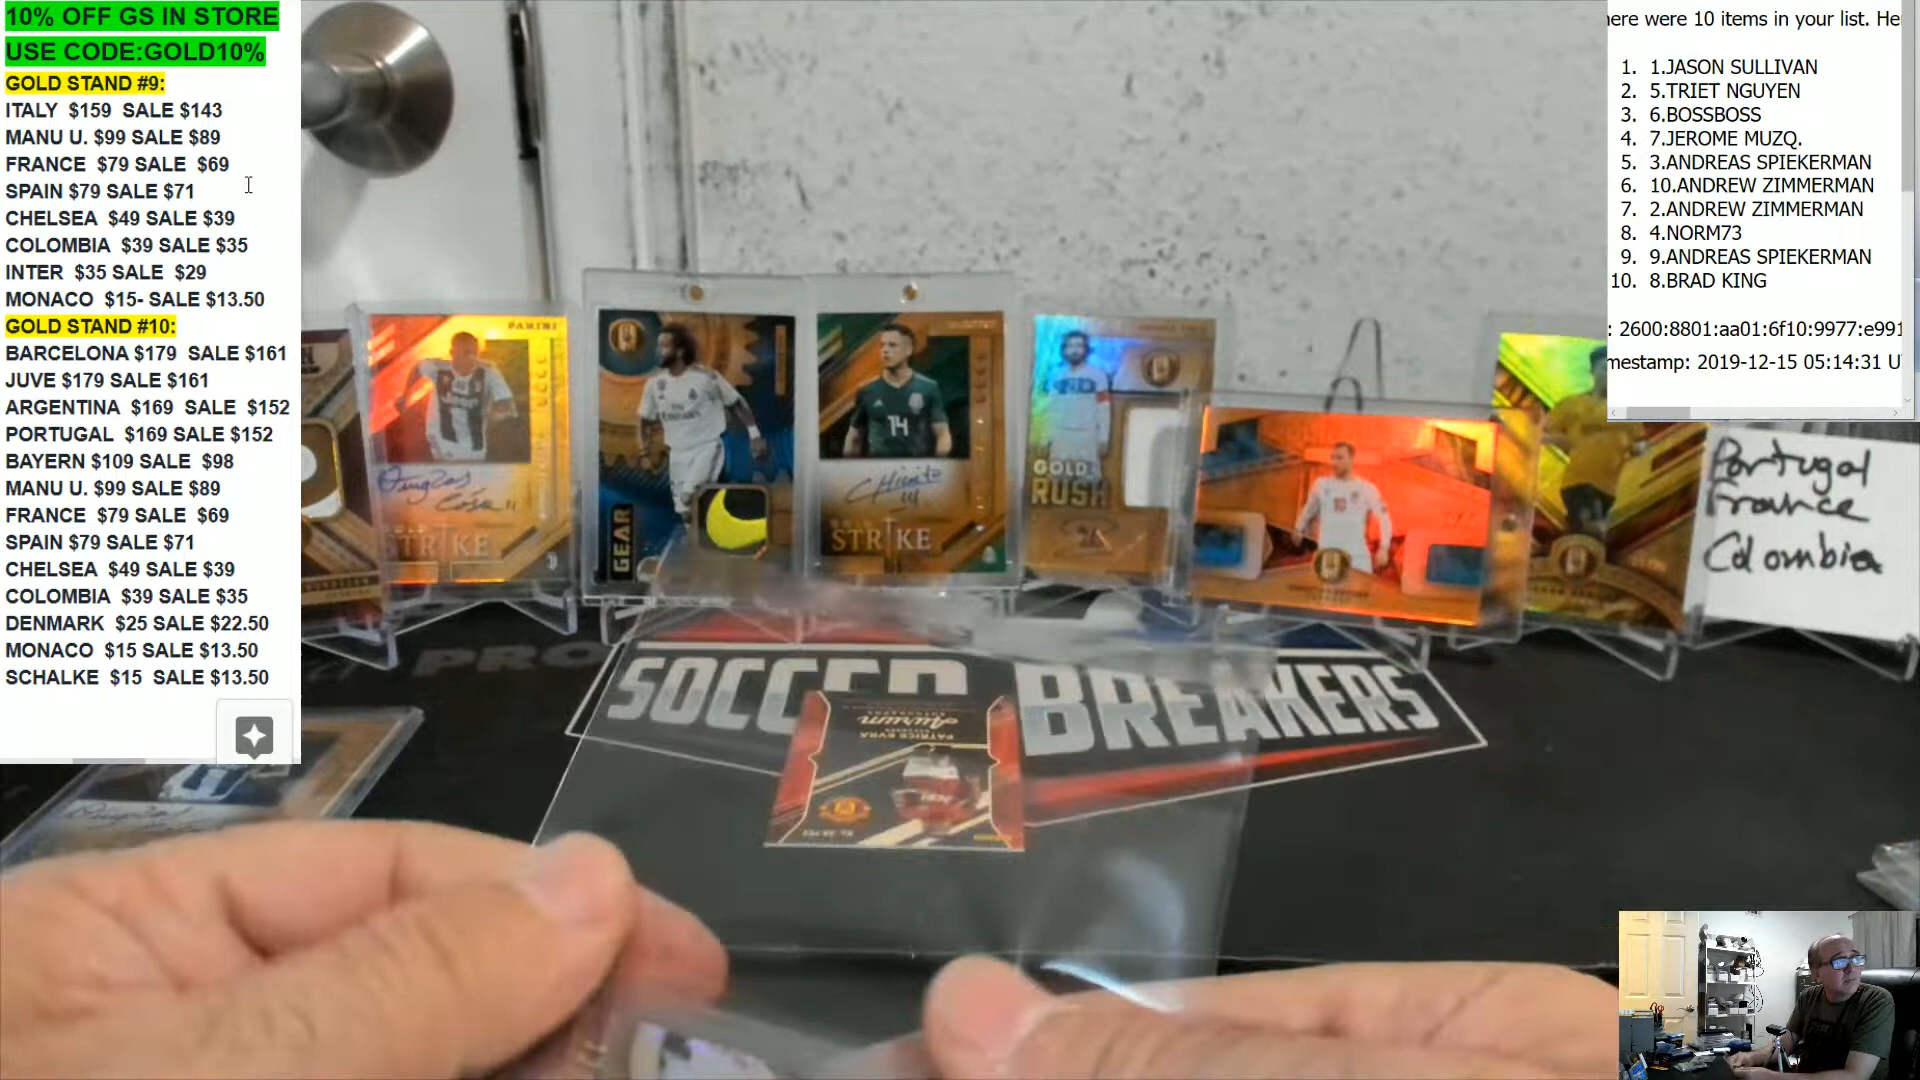 10% OFF GS IN STORE
USE CODE:GOLD10%
GOLD STAND #9:
ITALY $159 SALE $143
MANU U. $99 SALE $89
FRANCE $79 SALE $69
SPAIN $79 SALE $71
CHELSEA $49 SALE $39
COLOMBIA $39 SALE $35
INTER $35 SALE $29
MONACO $15- SALE $13.50
GOLD STAND #10:
BARCELONA $179 SALE $161
JUVE $179 SALE $161
ARGENTINA $169 SALE $152
PORTUGAL $169 SALE $152
BAYERN $109 SALE $98
MANU U. $99 SALE $89
FRANCE $79 SALE $69
SPAIN $79 SALE $71
CHELSEA $49 SALE $39
COLOMBIA $39 SALE $35
DENMARK $25 SALE $22.50
MONACO $15 SALE $13.50
SCHALKE $15 SALE $13.50
ere were 10 items in your list. He
1. 1.JASON SULLIVAN
2. 5.TRIET NGUYEN
3. 6.BOSSBOSS
4. 7.JEROME MUZQ.
5. 3.ANDREAS SPIEKERMAN
6. 10.ANDREW ZIMMERMAN
7. 2.ANDREW ZIMMERMAN
8. 4.NORM73
9. 9.ANDREAS SPIEKERMAN
10. 8.BRAD KING
: 2600:8801:aa01:6f10:9977:e991
mestamp: 2019-12-15 05:14:31 U
PANINI
STRIKE
GEAR
14
STRIKE
GOLD
RUSH
10
Portugal
France
Colombia
PRO
SOCCER BREAKERS
Aurum
PATRICE EVRA